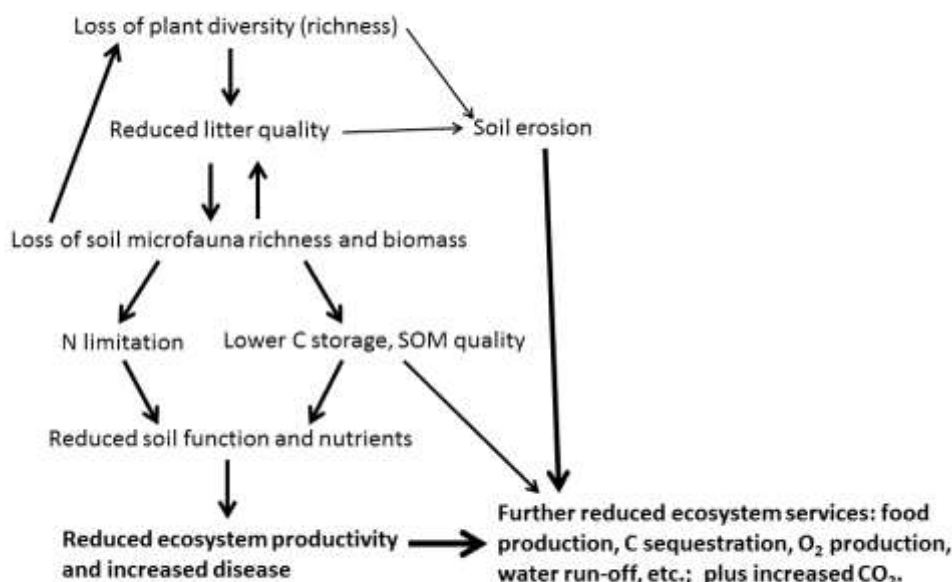 Loss of plant diversity (richness)
Reduced litter quality
Soil erosion
Loss of soil microfauna richness and biomass
N limitation
Lower C storage, SOM quality
Reduced soil function and nutrients
Reduced ecosystem productivity
and increased disease
Further reduced ecosystem services: food
production, C sequestration, O₂ production,
water run-off, etc.; plus increased CO₂.